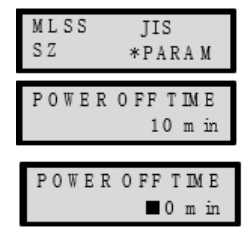 MLSS JIS
SZ *PARAM
POWER OFF TIME
10 min
POWER OFF TIME
■0 min